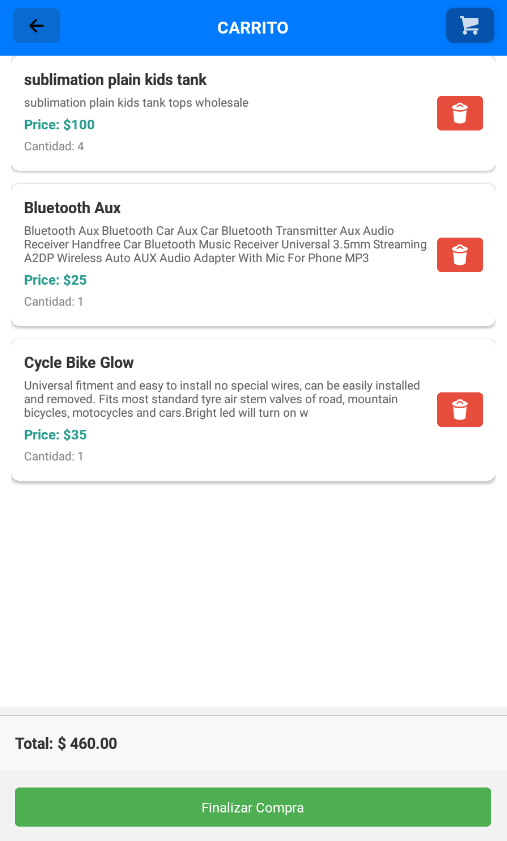 CARRITO
sublimation plain kids tank
sublimation plain kids tank tops wholesale
Price: $100
Cantidad: 4
Bluetooth Aux
Bluetooth Aux Bluetooth Car Aux Car Bluetooth Transmitter Aux Audio
Receiver Handfree Car Bluetooth Music Receiver Universal 3.5mm Streaming
A2DP Wireless Auto AUX Audio Adapter With Mic For Phone MP3
Price: $25
Cantidad: 1
Cycle Bike Glow
Universal fitment and easy to install no special wires, can be easily installed
and removed. Fits most standard tyre air stem valves of road, mountain
bicycles, motocycles and cars.Bright led will turn on w
Price: $35
Cantidad: 1
Total: $ 460.00
Finalizar Compra